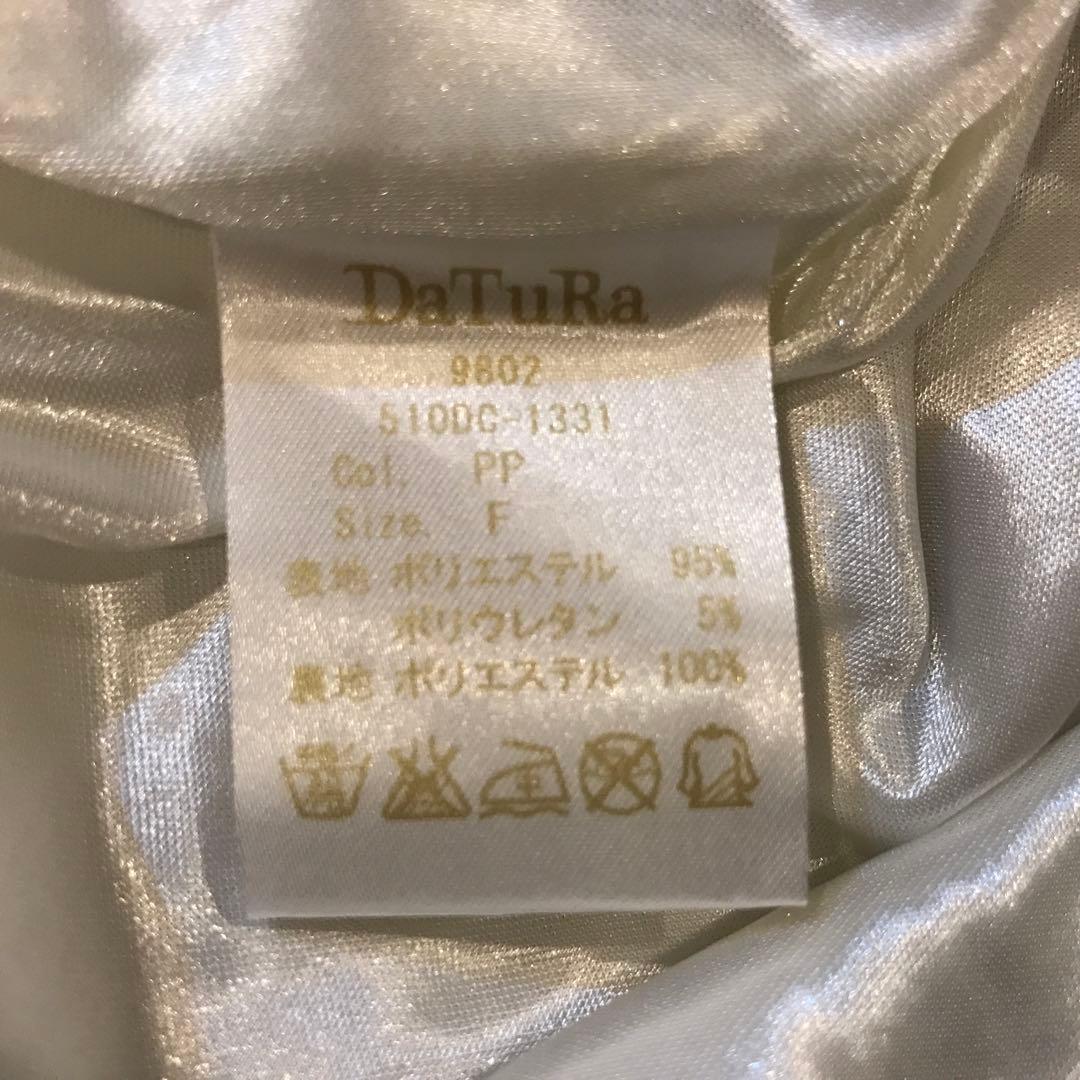 DaTuRa
9802
510DC-1331
Col. PP
Size. F
表地 ポリエステル 95%
ポリウレタン 5%
裏地 ポリエステル 100%